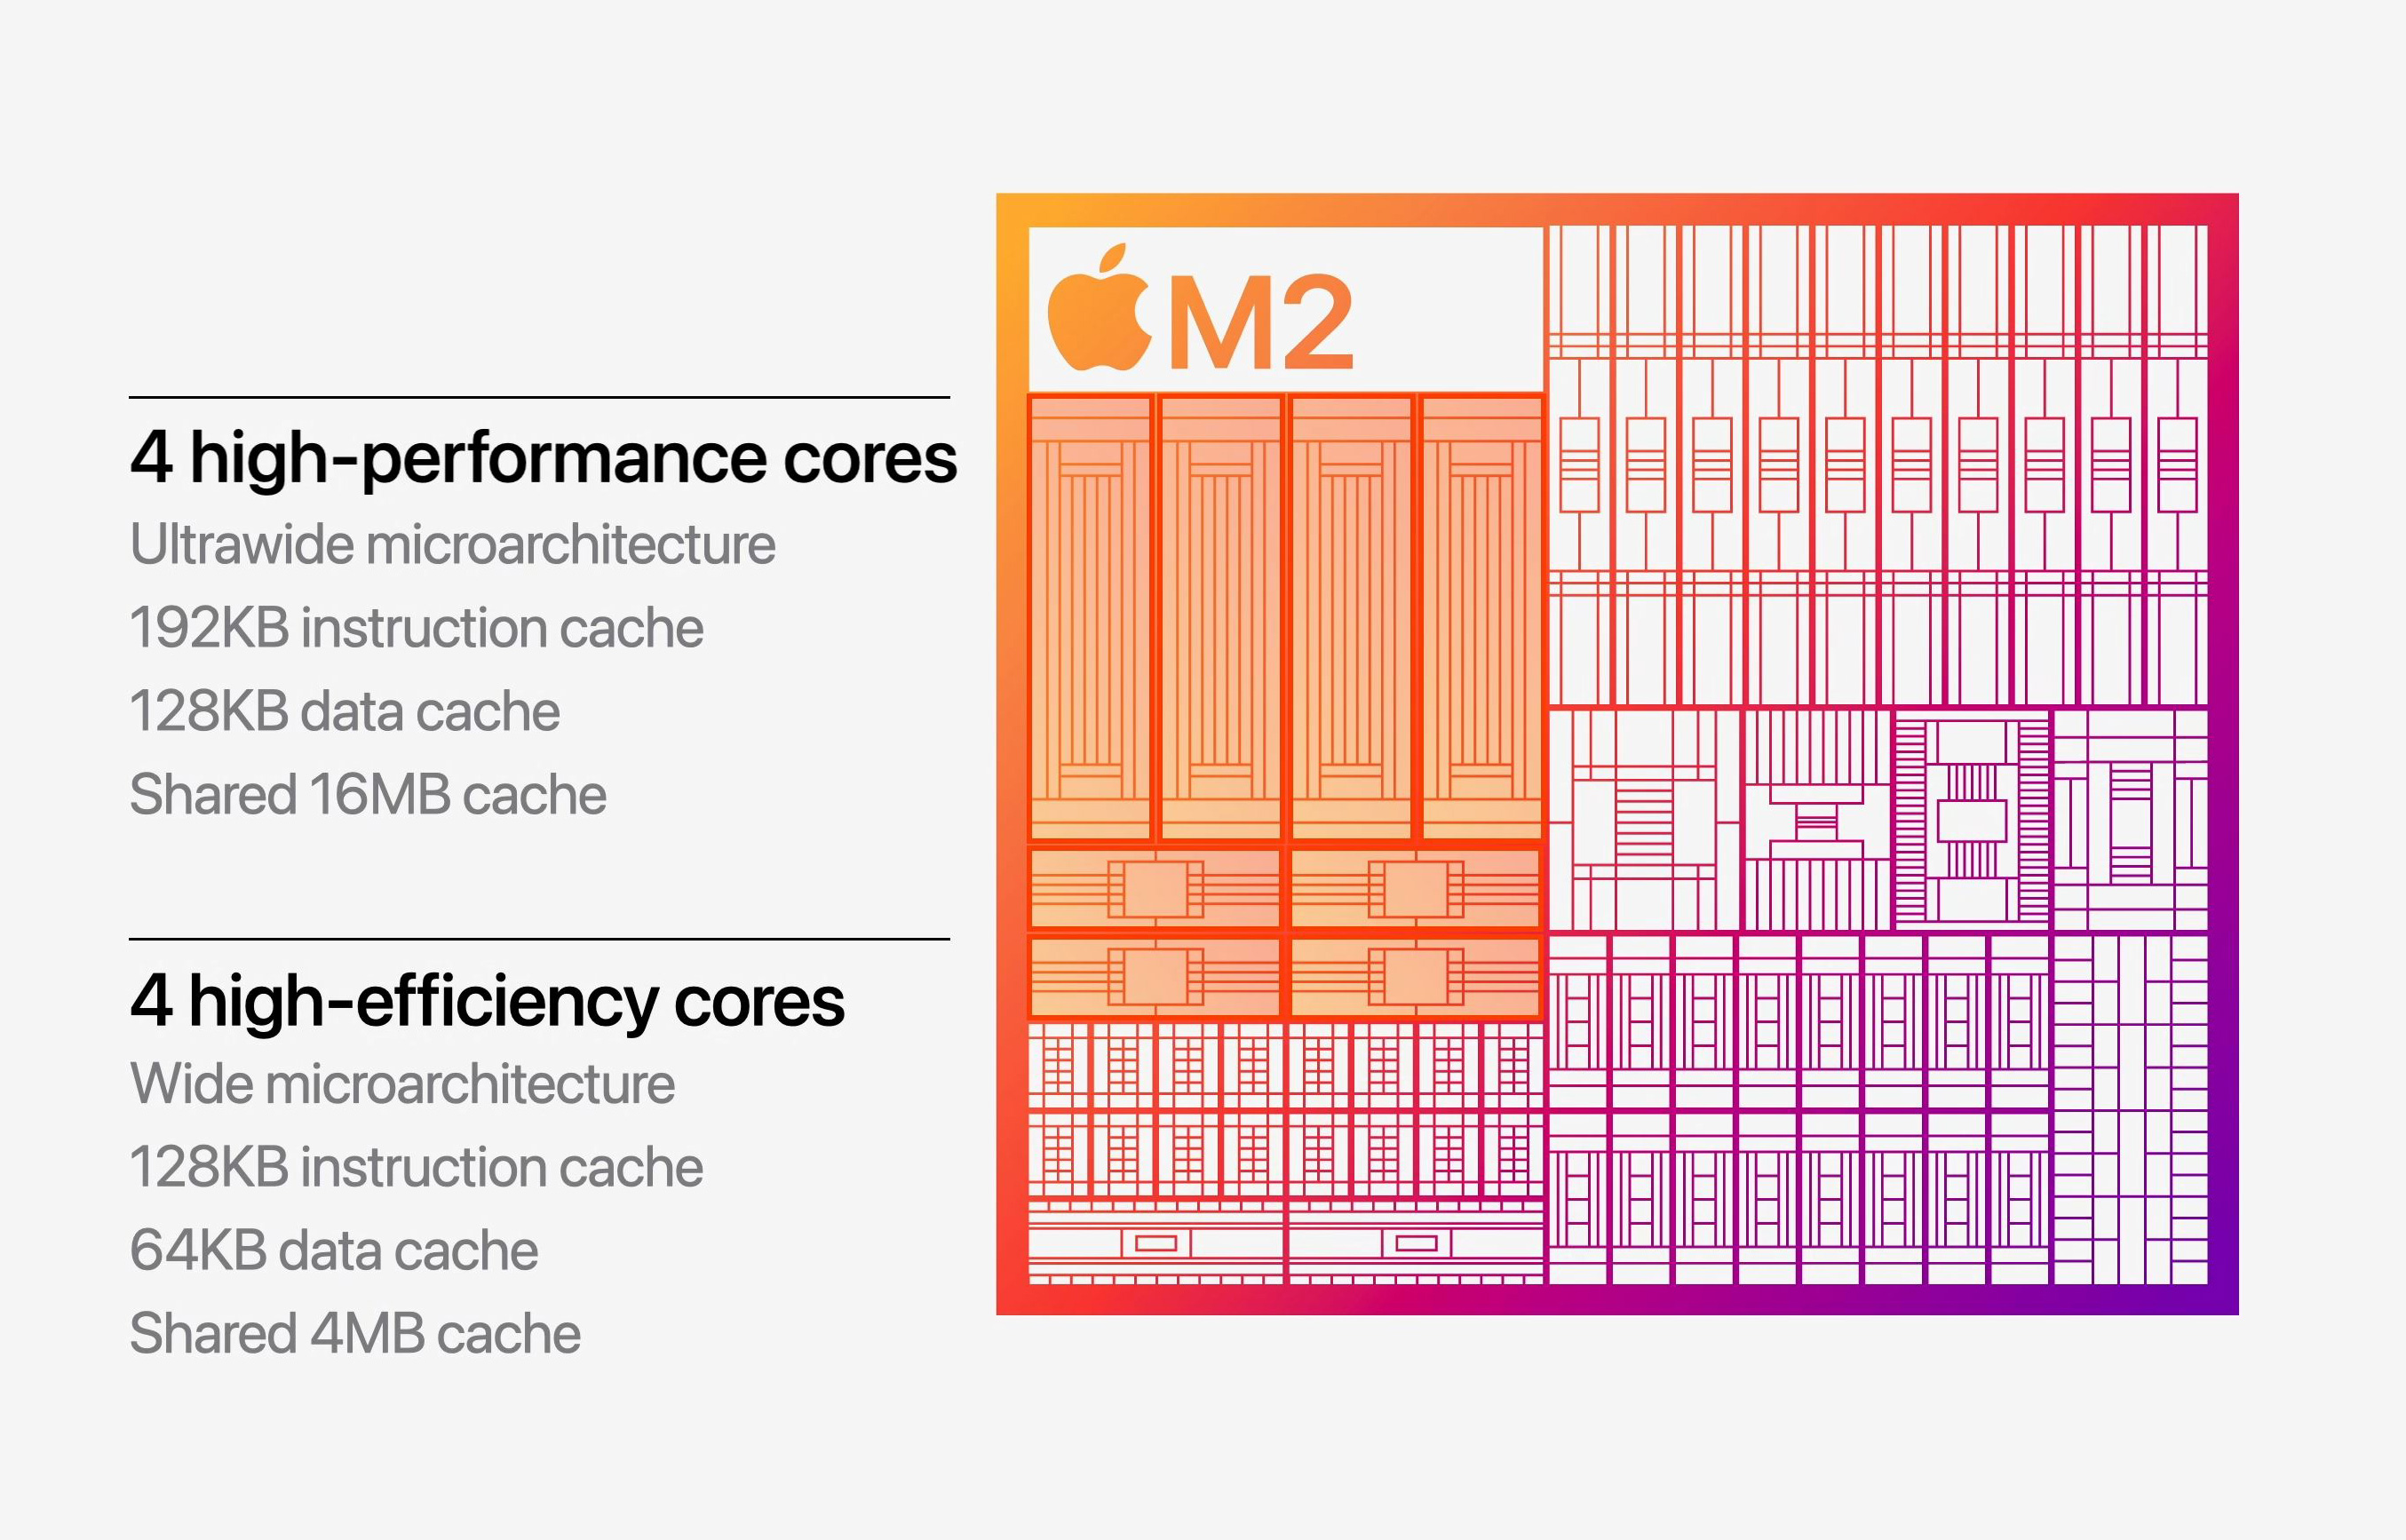 4 high-performance cores
Ultrawide microarchitecture
192KB instruction cache
128KB data cache
Shared 16MB cache
4 high-efficiency cores
Wide microarchitecture
128KB instruction cache
64KB data cache
Shared 4MB cache
M2